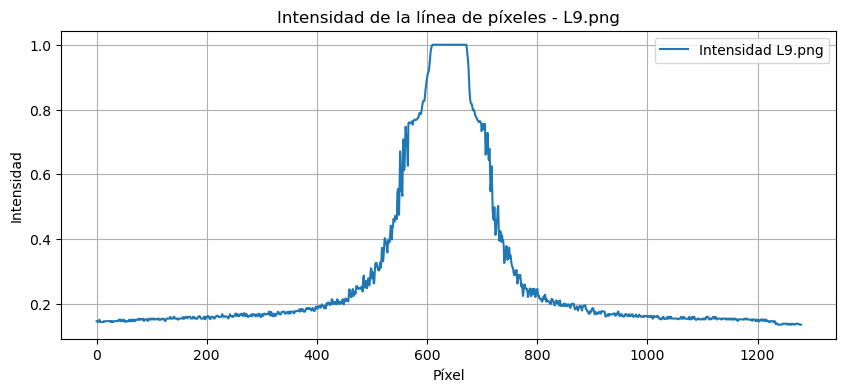 Intensidad de la línea de píxeles - L9.png
Intensidad L9.png
1.0
0.8
0.6
0.4
0.2
Intensidad
0 200 400 600 800 1000 1200
Píxel